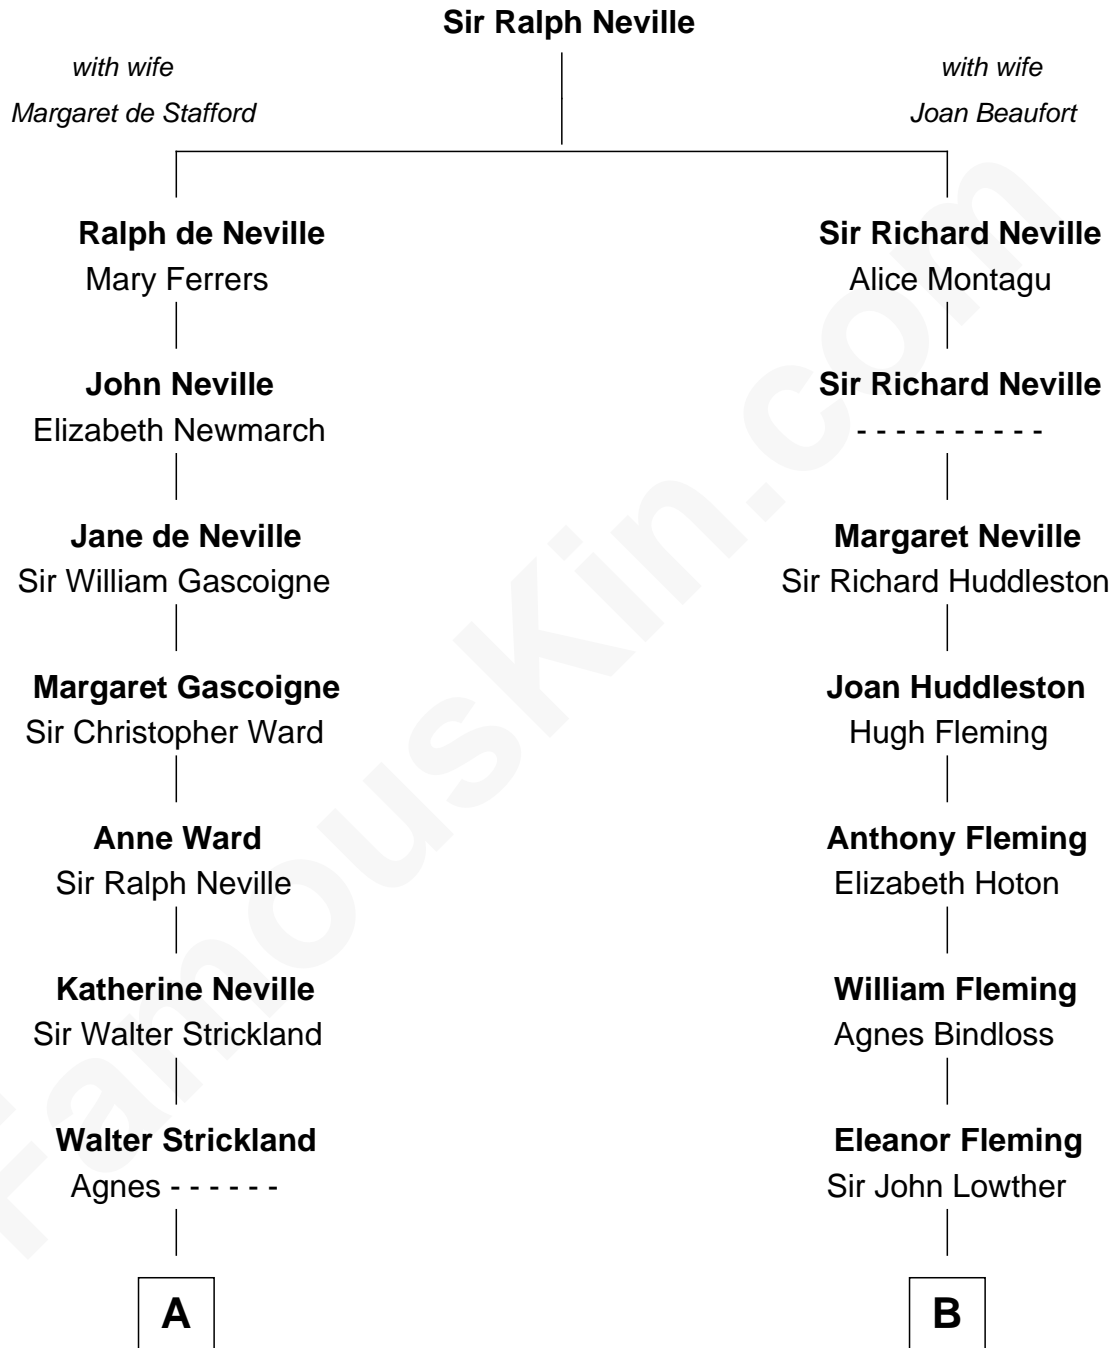 Sir Ralph Neville
with wife
Margaret de Stafford
with wife
Joan Beaufort
Ralph de Neville
Mary Ferrers
John Neville
Elizabeth Newmarch
Jane de Neville
Sir William Gascoigne
Margaret Gascoigne
Sir Christopher Ward
Anne Ward
Sir Ralph Neville
Katherine Neville
Sir Walter Strickland
Walter Strickland
Agnes - - - - - -
A
Sir Richard Neville
Alice Montagu
Sir Richard Neville
- - - - - - - - - -
Margaret Neville
Sir Richard Huddleston
Joan Huddleston
Hugh Fleming
Anthony Fleming
Elizabeth Hoton
William Fleming
Agnes Bindloss
Eleanor Fleming
Sir John Lowther
B
FamousKin.com